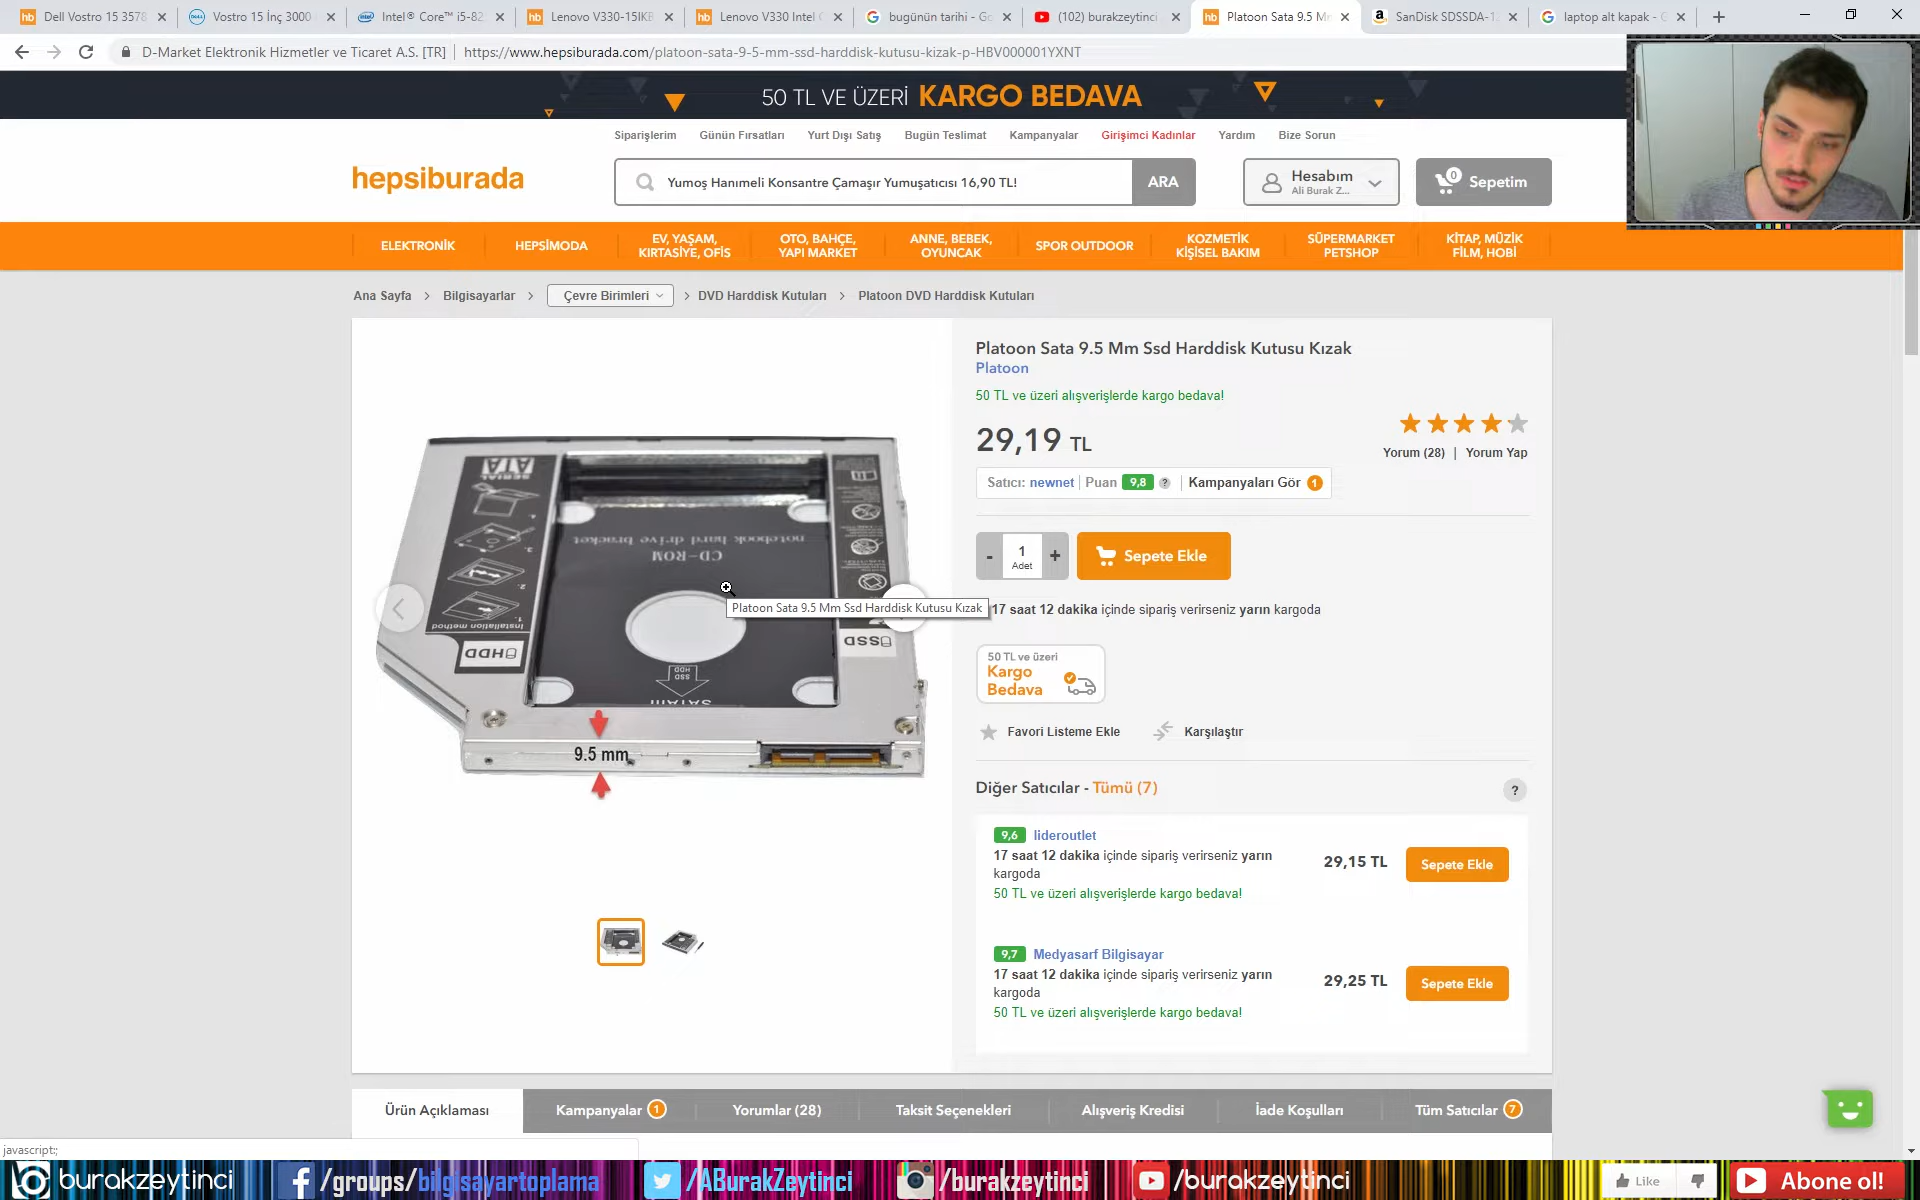 Dell Vostro 15 3578
Vostro 15 İnç 3000
Intel® Core™ i5-82
Lenovo V330-15IKB
Lenovo V330 Intel
bugünün tarihi - Go
(102) burakzeytinci
Platoon Sata 9.5 Mm
SanDisk SDSSDA-12
laptop alt kapak - G
D-Market Elektronik Hizmetler ve Ticaret A.S. [TR] https://www.hepsiburada.com/platoon-sata-9-5-mm-ssd-harddisk-kutusu-kizak-p-HBV000001YXNT
50 TL VE ÜZERİ KARGO BEDAVA
Siparişlerim Günün Fırsatları Yurt Dışı Satış Bugün Teslimat Kampanyalar Girişimci Kadınlar Yardım Bize Sorun
hepsiburada
Yumoş Hanımeli Konsantre Çamaşır Yumuşatıcısı 16,90 TL!
ARA
Hesabım
Ali Burak Z...
0 Sepetim
ELEKTRONİK
HEPSİMODA
EV, YAŞAM,
KIRTASİYE, OFİS
OTO, BAHÇE,
YAPI MARKET
ANNE, BEBEK,
OYUNCAK
SPOR OUTDOOR
KOZMETİK
KİŞİSEL BAKIM
SÜPERMARKET
PETSHOP
KİTAP, MÜZİK
FİLM, HOBİ
Ana Sayfa > Bilgisayarlar > Çevre Birimleri > DVD Harddisk Kutuları > Platoon DVD Harddisk Kutuları
Platoon Sata 9.5 Mm Ssd Harddisk Kutusu Kızak
Platoon
50 TL ve üzeri alışverişlerde kargo bedava!
29,19 TL
Yorum (28) | Yorum Yap
Satıcı: newnet Puan 9,8 ? Kampanyaları Gör 1
- 1 +
Adet
Sepete Ekle
17 saat 12 dakika içinde sipariş verirseniz yarın kargoda
50 TL ve üzeri
Kargo
Bedava
Favori Listeme Ekle Karşılaştır
Diğer Satıcılar - Tümü (7)
?
9,6 lideroutlet
17 saat 12 dakika içinde sipariş verirseniz yarın
kargoda
50 TL ve üzeri alışverişlerde kargo bedava!
29,15 TL
Sepete Ekle
9,7 Medyasarf Bilgisayar
17 saat 12 dakika içinde sipariş verirseniz yarın
kargoda
50 TL ve üzeri alışverişlerde kargo bedava!
29,25 TL
Sepete Ekle
SERIAL
ATA
notebook hard drive bracket
CD-ROM
Platoon Sata 9.5 Mm Ssd Harddisk Kutusu Kızak
Installation method
HDD
SSD
HDD
SSD
9.5 mm
Ürün Açıklaması
Kampanyalar 1
Yorumlar (28)
Taksit Seçenekleri
Alışveriş Kredisi
İade Koşulları
Tüm Satıcılar 7
javascript:;
burakzeytinci
/groups/bilgisayartoplama
/ABurakZeytinci
/burakzeytinci
/burakzeytinci
Like
Abone ol!